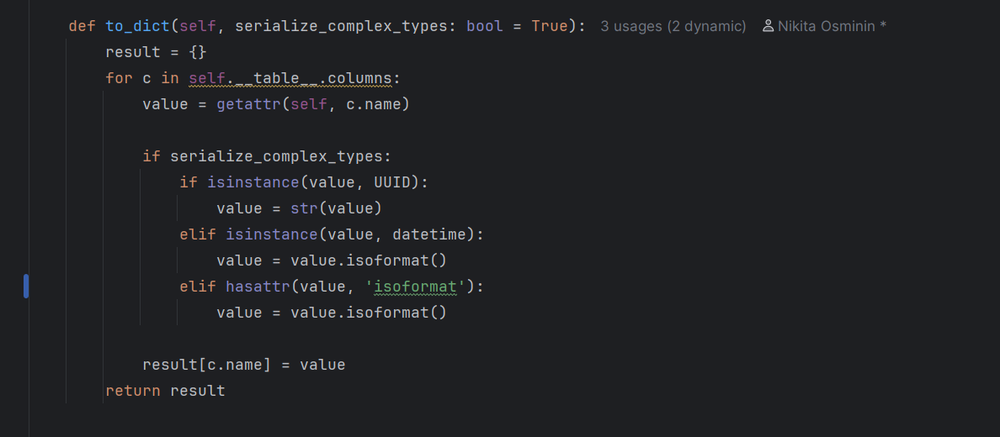 def to_dict(self, serialize_complex_types: bool = True): 3 usages (2 dynamic) Nikita Osminin *
result = {}
for c in self.__table__.columns:
value = getattr(self, c.name)
if serialize_complex_types:
if isinstance(value, UUID):
value = str(value)
elif isinstance(value, datetime):
value = value.isoformat()
elif hasattr(value, 'isoformat'):
value = value.isoformat()
result[c.name] = value
return result